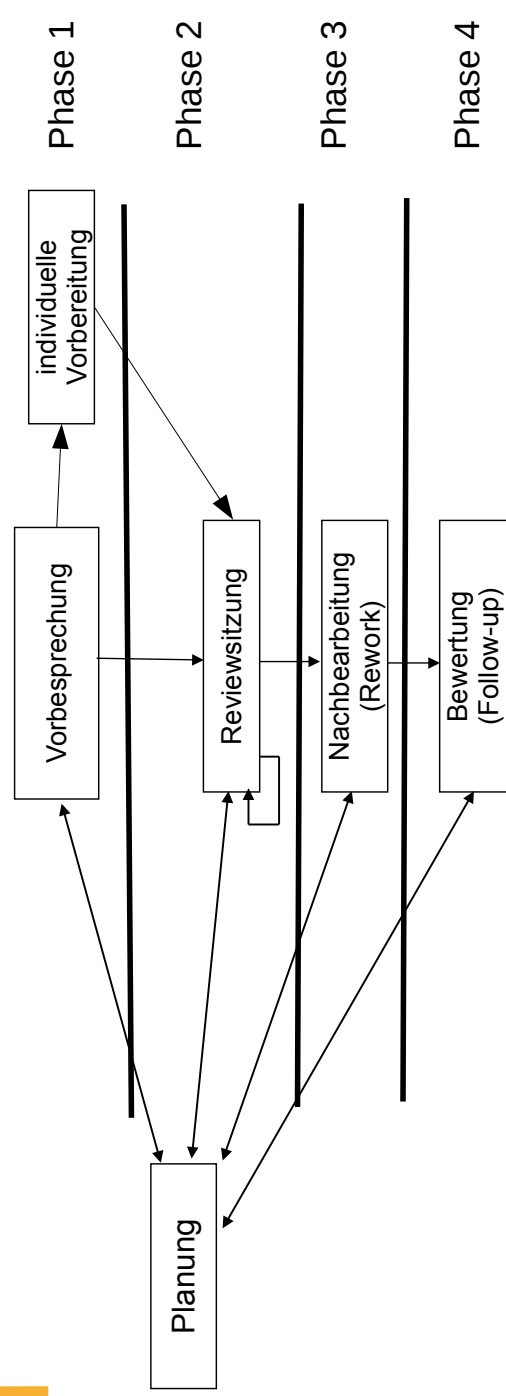 Phase 1
Phase 2
Phase 3
Phase 4
individuelle
Vorbereitung
Vorbesprechung
Reviewsitzung
Nachbearbeitung
(Rework)
Bewertung
(Follow-up)
Planung